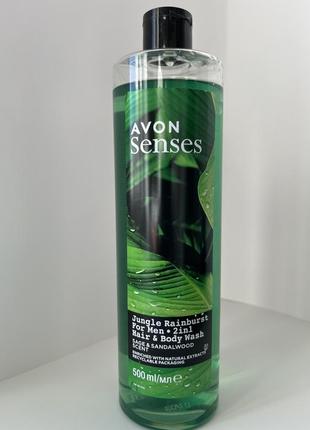 AVON
Senses
Jungle Rainburst
For Men • 2in1
Hair & Body Wash
SAGE & SANDALWOOD
SCENT
ENRICHED WITH NATURAL EXTRACTS
RECYCLABLE PACKAGING
500 ml/мл ℮